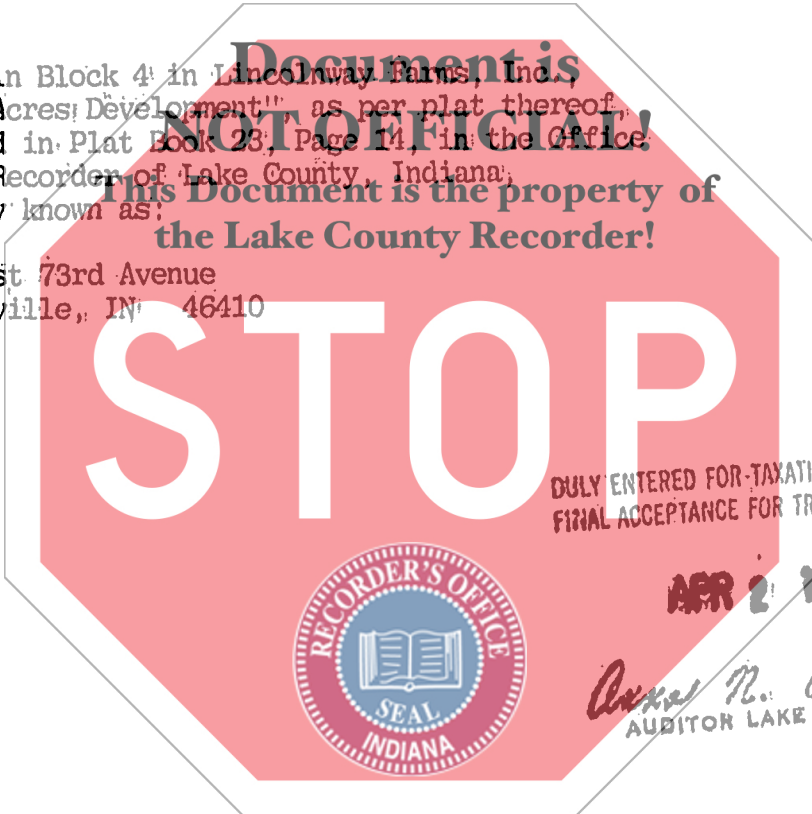 n Block 4 in Lincolnway Farms, Inc.,
Acres Development", as per plat thereof,
d in Plat Book 23, Page 14, in the Office
Recorder of Lake County, Indiana,
y known as:
st 73rd Avenue
ville, IN 46410
Document is
NOT OFFICIAL!
This Document is the property of
the Lake County Recorder!
STOP
DULY ENTERED FOR TAXATI
FINAL ACCEPTANCE FOR TR
APR 2
N.
AUDITOR LAKE
RECORDER'S OFFICE
SEAL
INDIANA